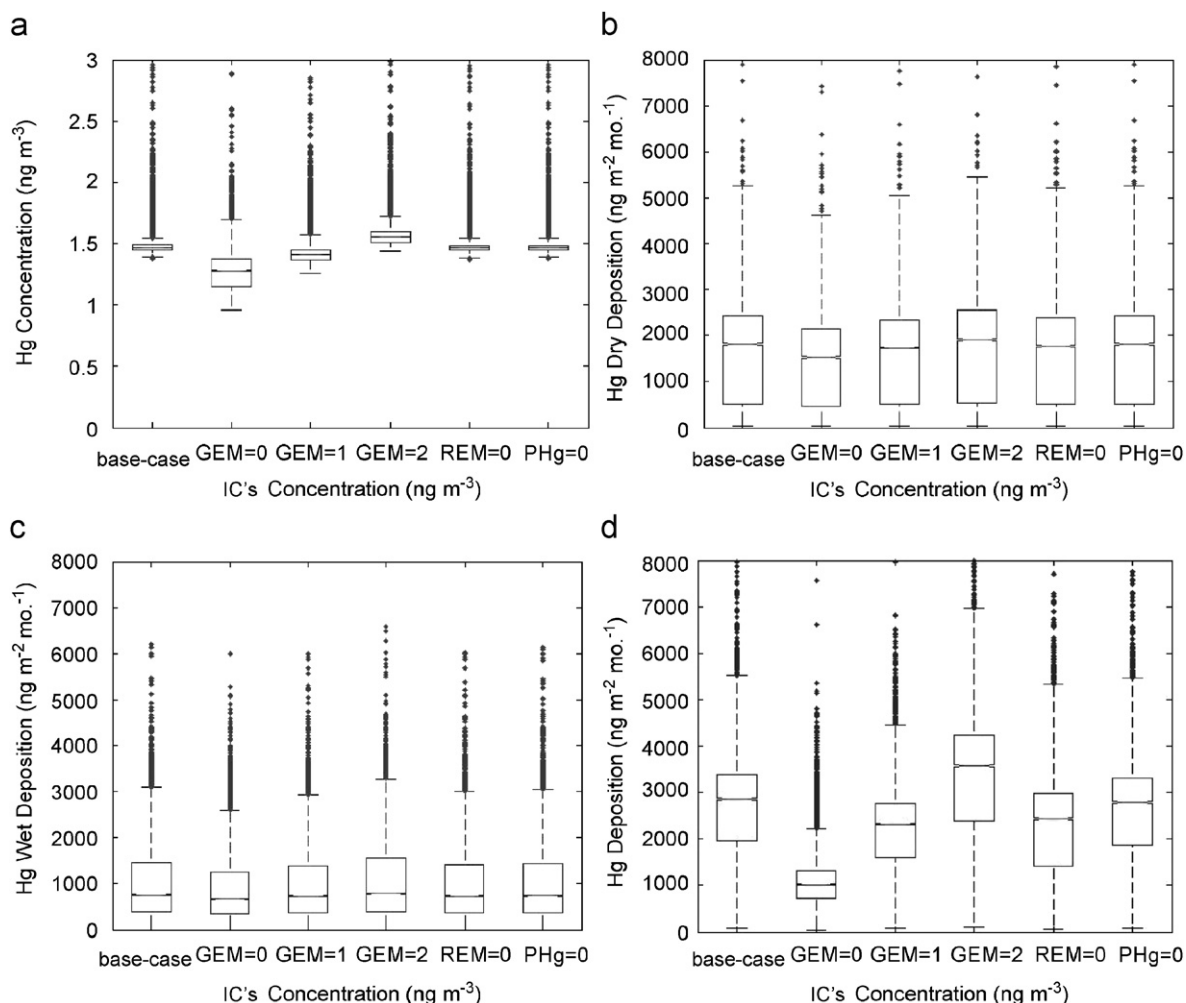 a
Hg Concentration (ng m-3)
3
2.5
2
1.5
1
0.5
0
base-case GEM=0 GEM=1 GEM=2 REM=0 PHg=0
IC's Concentration (ng m-3)
b
Hg Dry Deposition (ng m-2 mo.-1)
8000
7000
6000
5000
4000
3000
2000
1000
0
base-case GEM=0 GEM=1 GEM=2 REM=0 PHg=0
IC's Concentration (ng m-3)
c
Hg Wet Deposition (ng m-2 mo.-1)
8000
7000
6000
5000
4000
3000
2000
1000
0
base-case GEM=0 GEM=1 GEM=2 REM=0 PHg=0
IC's Concentration (ng m-3)
d
Hg Deposition (ng m-2 mo.-1)
8000
7000
6000
5000
4000
3000
2000
1000
0
base-case GEM=0 GEM=1 GEM=2 REM=0 PHg=0
IC's Concentration (ng m-3)